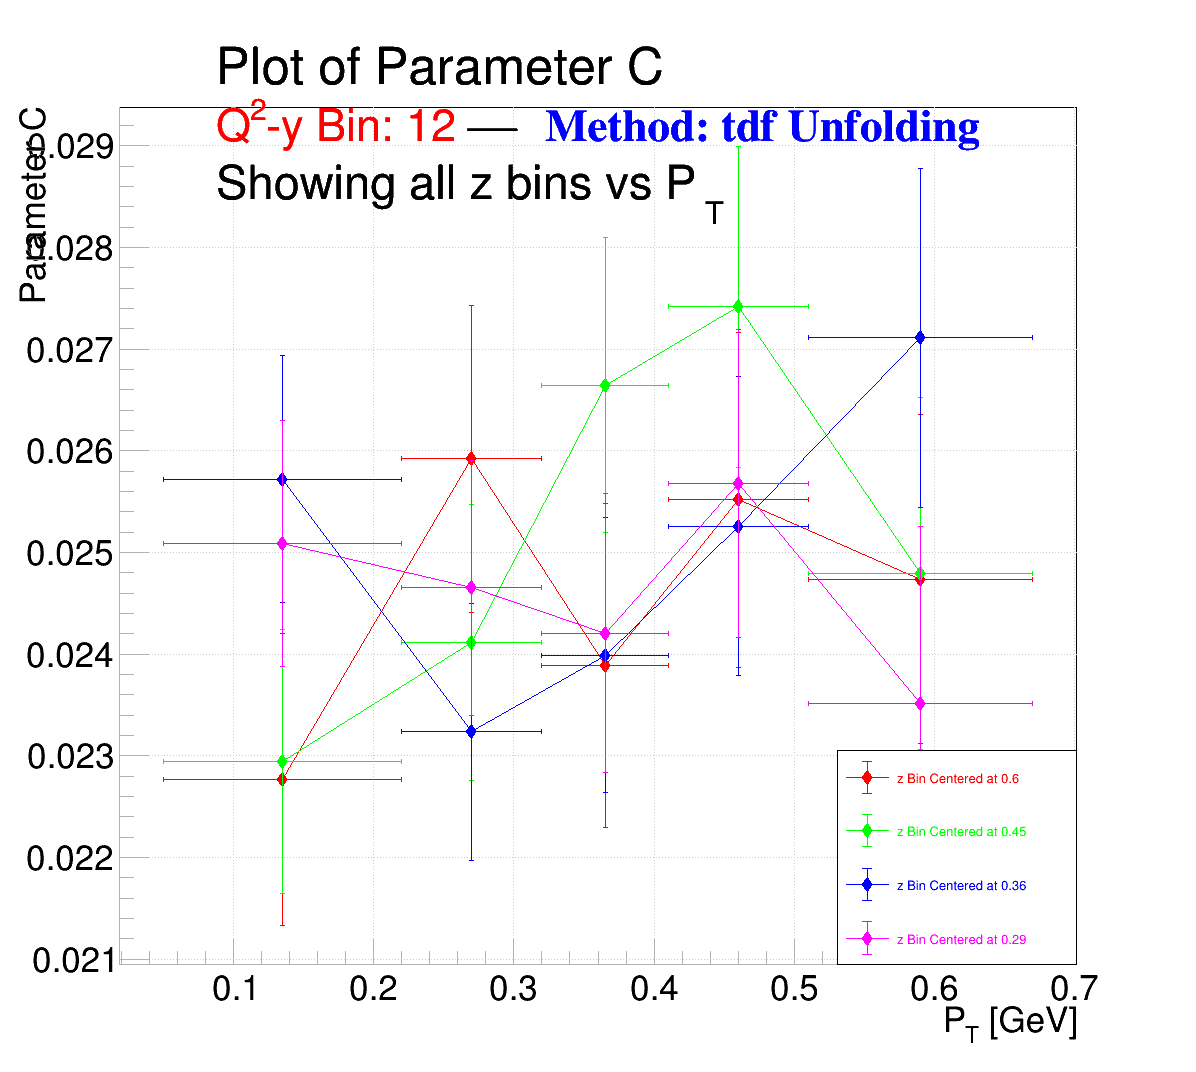 Plot of Parameter C
Q²-y Bin: 12 — Method: tdf Unfolding
Showing all z bins vs P_T
Parameter C
0.029
0.028
0.027
0.026
0.025
0.024
0.023
0.022
0.021
z Bin Centered at 0.6
z Bin Centered at 0.45
z Bin Centered at 0.36
z Bin Centered at 0.29
0.1 0.2 0.3 0.4 0.5 0.6 0.7
P_T [GeV]